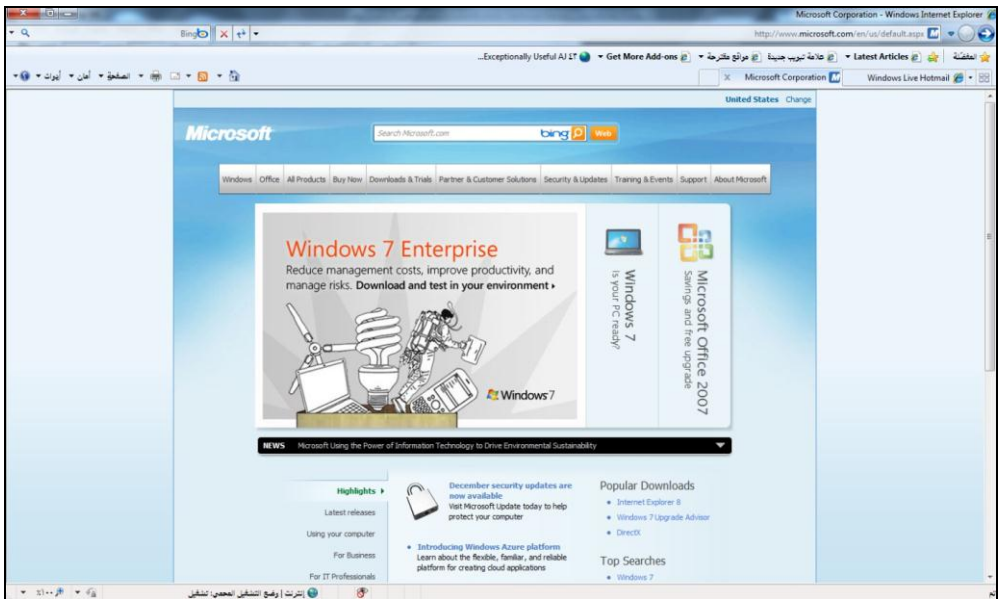 Microsoft Corporation - Windows Internet Explorer
http://www.microsoft.com/en/us/default.aspx
Bing
المفضلة
Latest Articles
علامة تبويب جديدة
مواقع مقترحة
Get More Add-ons
Exceptionally Useful AJ ٤٣...
Windows Live Hotmail
Microsoft Corporation
الصفحة
أمان
أدوات
United States Change
Microsoft
Search Microsoft.com
bing Web
Windows Office All Products Buy Now Downloads & Trials Partner & Customer Solutions Security & Updates Training & Events Support About Microsoft
Windows 7 Enterprise
Reduce management costs, improve productivity, and
manage risks. Download and test in your environment
Windows 7
Windows 7
Is your PC ready?
Microsoft Office 2007
Savings and free upgrade
NEWS Microsoft Using the Power of Information Technology to Drive Environmental Sustainability
Highlights
Latest releases
Using your computer
For Business
For IT Professionals
December security updates are
now available
Visit Microsoft Update today to help
protect your computer
Introducing Windows Azure platform
Learn about the flexible, familiar, and reliable
platform for creating cloud applications
Popular Downloads
Internet Explorer 8
Windows 7 Upgrade Advisor
DirectX
Top Searches
Windows 7
تم
إنترنت | وضع التشغيل المحمي: تشغيل
١٠٠٪